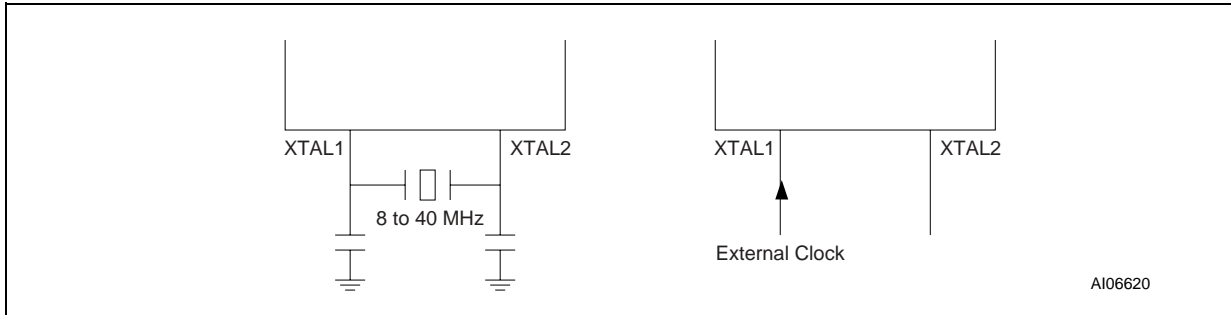 XTAL1
XTAL2
8 to 40 MHz
XTAL1
XTAL2
External Clock
AI06620